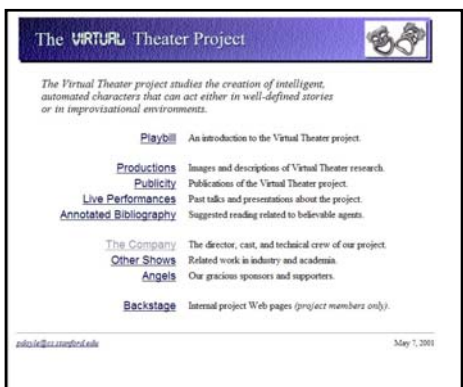 The VIRTUAL Theater Project
The Virtual Theater project studies the creation of intelligent,
automated characters that can act either in well-defined stories
or in improvisational environments.
Playbill An introduction to the Virtual Theater project.
Productions Images and descriptions of Virtual Theater research.
Publicity Publications of the Virtual Theater project.
Live Performances Past talks and presentations about the project.
Annotated Bibliography Suggested reading related to believable agents.
The Company The director, cast, and technical crew of our project.
Other Shows Related work in industry and academia.
Angels Our gracious sponsors and supporters.
Backstage Internal project Web pages (project members only).
pdoyle@cs.stanford.edu May 7, 2001